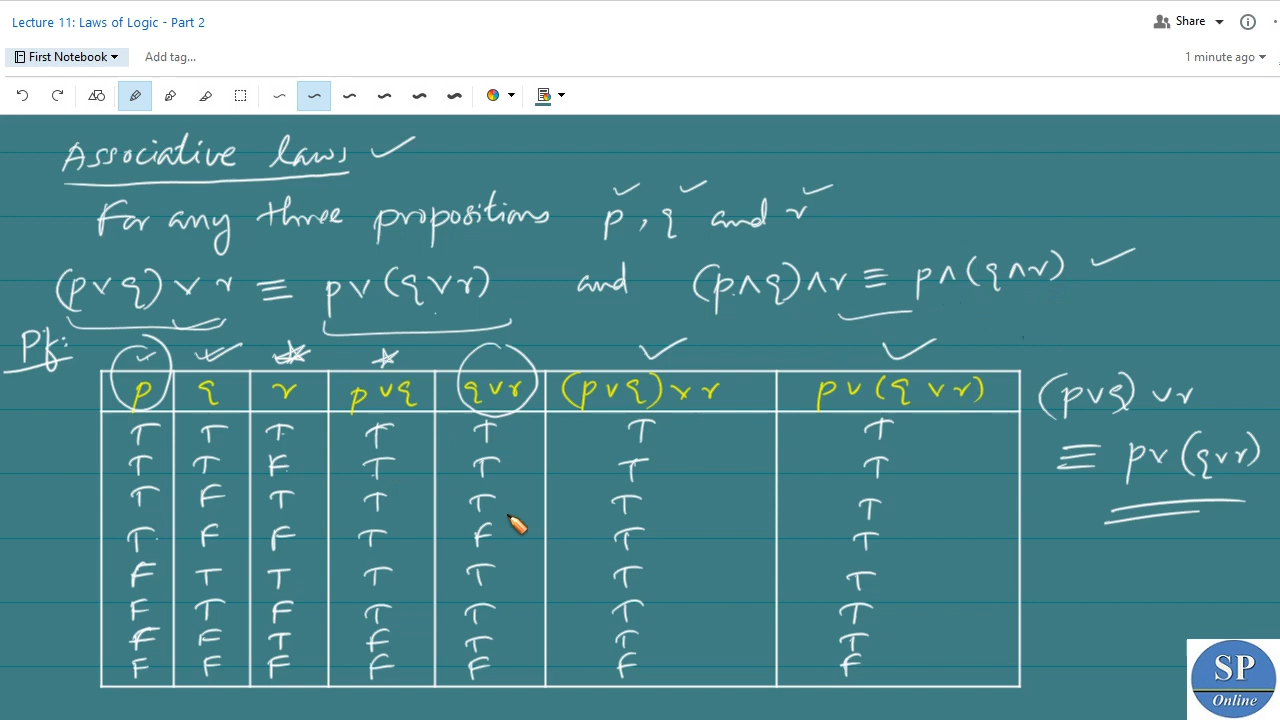 Lecture 11: Laws of Logic - Part 2
Share
First Notebook
Add tag...
1 minute ago
Associative laws ✓
For any three propositions p, q and r
(p∨q)∨r ≡ p∨(q∨r) and (p∧q)∧r ≡ p∧(q∧r) ✓
Pf:
p q r p∨q q∨r (p∨q)∨r p∨(q∨r)
T T T T T T T
T T F T T T T
T F T T T T T
T F F T F T T
F T T T T T T
F T F T T T T
F F T F T T T
F F F F F F F
(p∨q)∨r
≡ p∨(q∨r)
SP
Online